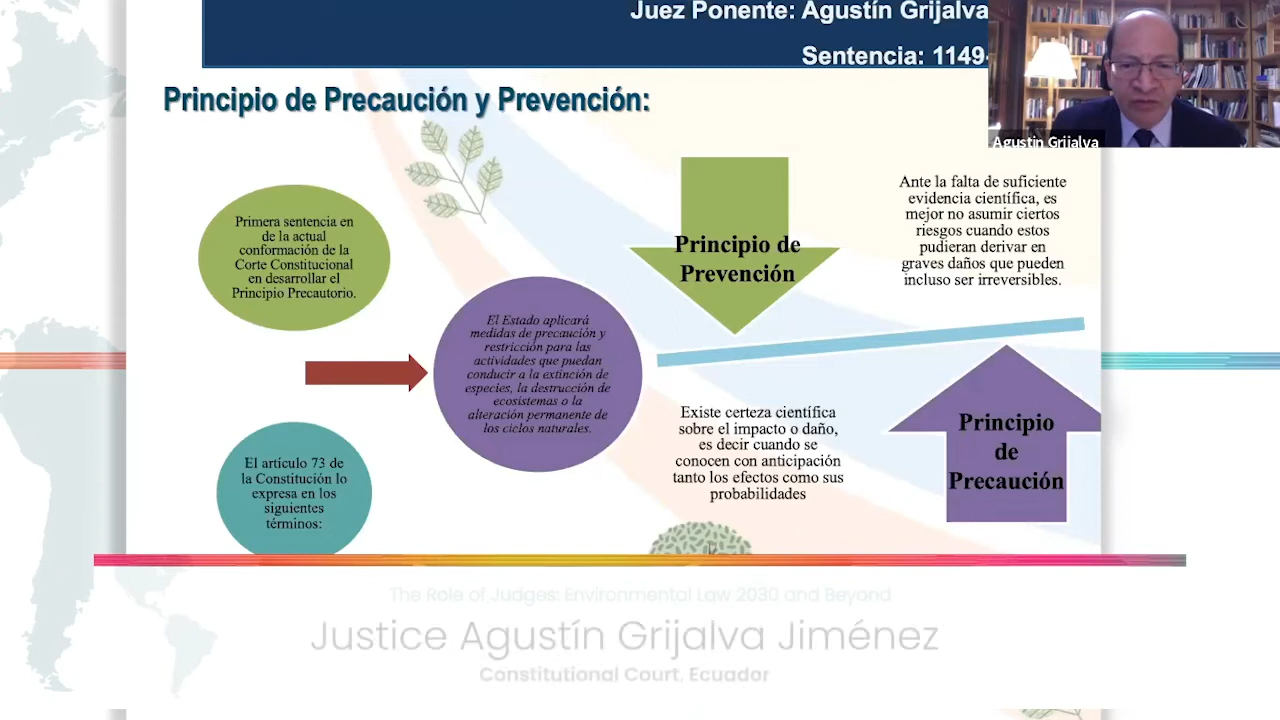 Juez Ponente: Agustín Grijalva
Sentencia: 1149-
Agustín Grijalva
Principio de Precaución y Prevención:
Primera sentencia en
de la actual
conformación de la
Corte Constitucional
en desarrollar el
Principio Precautorio.
El artículo 73 de
la Constitución lo
expresa en los
siguientes
términos:
El Estado aplicará
medidas de precaución y
restricción para las
actividades que puedan
conducir a la extinción de
especies, la destrucción de
ecosistemas o la
alteración permanente de
los ciclos naturales.
Principio de
Prevención
Existe certeza científica
sobre el impacto o daño,
es decir cuando se
conocen con anticipación
tanto los efectos como sus
probabilidades
Ante la falta de suficiente
evidencia científica, es
mejor no asumir ciertos
riesgos cuando estos
pudieran derivar en
graves daños que pueden
incluso ser irreversibles.
Principio
de
Precaución
The Role of Judges: Environmental Law 2030 and Beyond
Justice Agustín Grijalva Jiménez
Constitutional Court, Ecuador